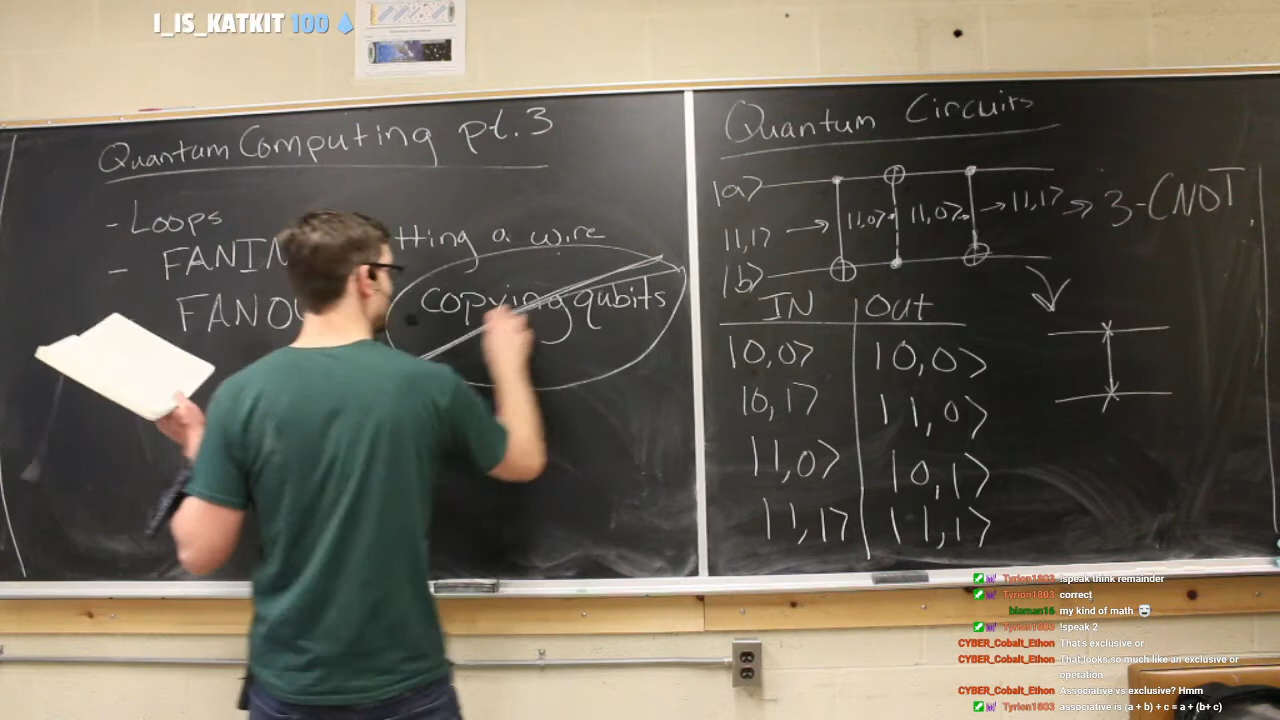 I_IS_KATKIT 100
Quantum Computing pt.3
- Loops
- FANIN
tting a wire
FANOU
copying qubits
Quantum Circuits
|a>
|1,1> → |1,0> |1,0> → |1,1> ⇒ 3-CNOT
|b>
IN OUT
|0,0> |0,0>
|0,1> |1,0>
|1,0> |0,1>
|1,1> |1,1>
Tyrion1803 !speak think remainder
Tyrion1803 correct
biaman16 my kind of math
Tyrion1803 !speak 2
CYBER_Cobalt_Ethon That's exclusive or
CYBER_Cobalt_Ethon That looks so much like an exclusive or
operation
CYBER_Cobalt_Ethon Associative vs exclusive? Hmm
Tyrion1803 associative is (a + b) + c = a + (b+ c)